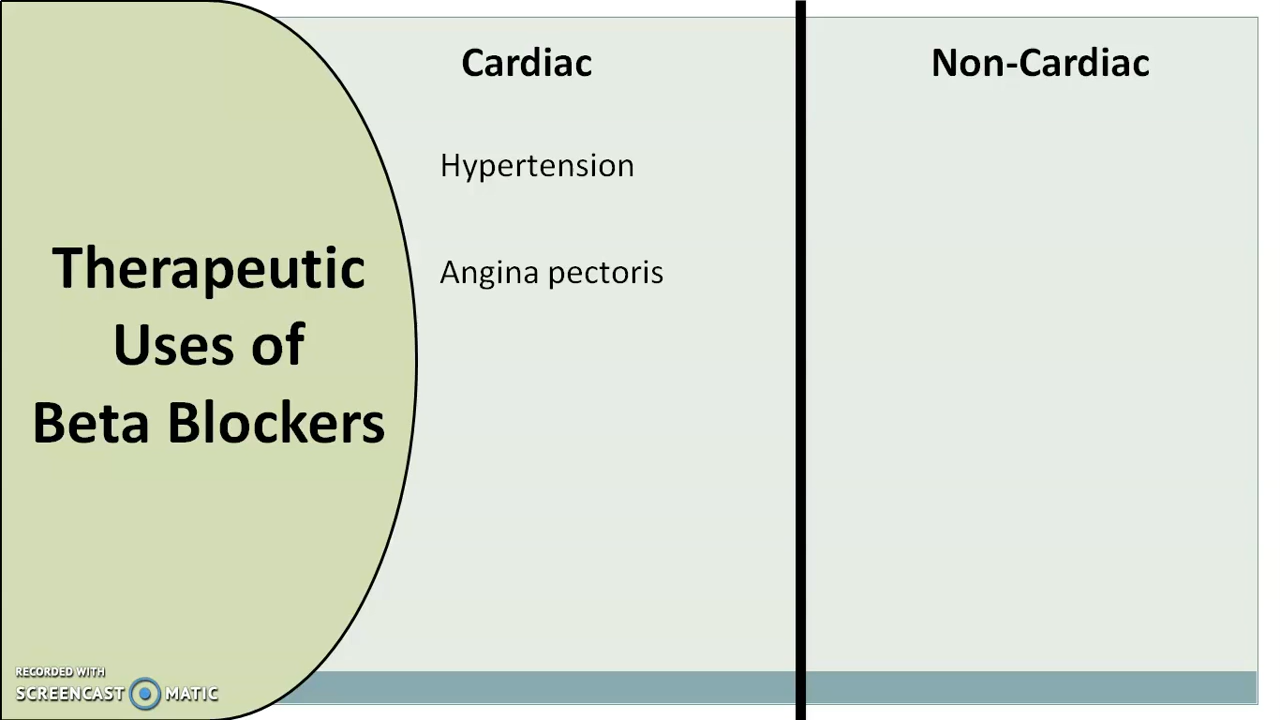 Cardiac
Non-Cardiac
Hypertension
Angina pectoris
Therapeutic
Uses of
Beta Blockers
RECORDED WITH
SCREENCAST MATIC